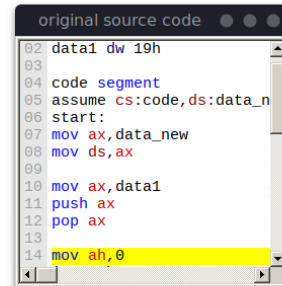 original source code
02 data1 dw 19h
03
04 code segment
05 assume cs:code,ds:data_n
06 start:
07 mov ax,data_new
08 mov ds,ax
09
10 mov ax,data1
11 push ax
12 pop ax
13
14 mov ah,0